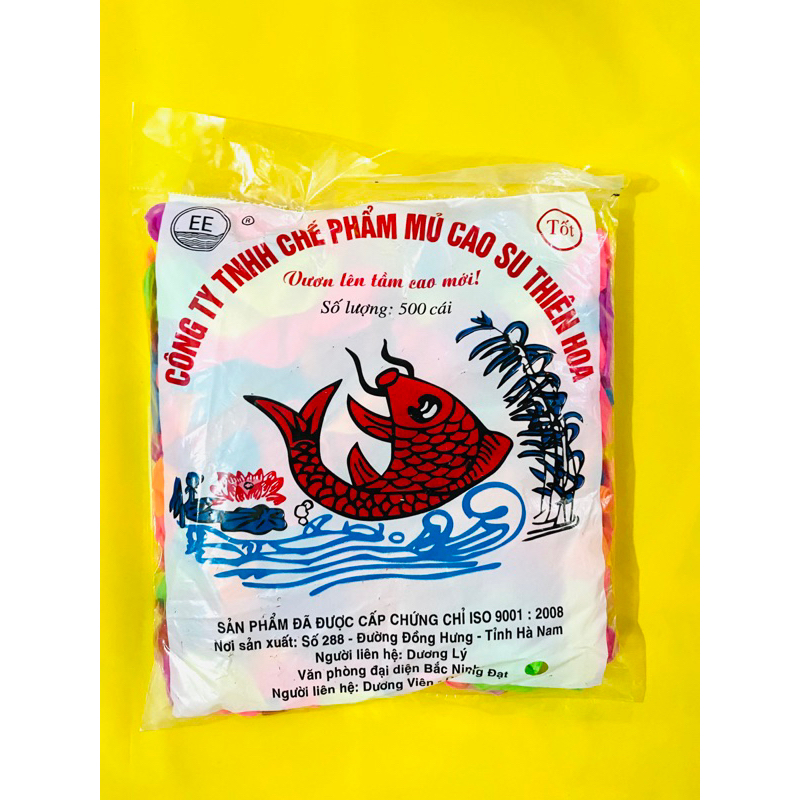 EE
®
Tốt
CÔNG TY TNHH CHẾ PHẨM MỦ CAO SU THIÊN HOA
Vươn lên tầm cao mới!
Số lượng: 500 cái
SẢN PHẨM ĐÃ ĐƯỢC CẤP CHỨNG CHỈ ISO 9001 : 2008
Nơi sản xuất: Số 288 - Đường Đồng Hưng - Tỉnh Hà Nam
Người liên hệ: Dương Lý
Văn phòng đại diện Bắc Ninh Đạt
Người liên hệ: Dương Viên